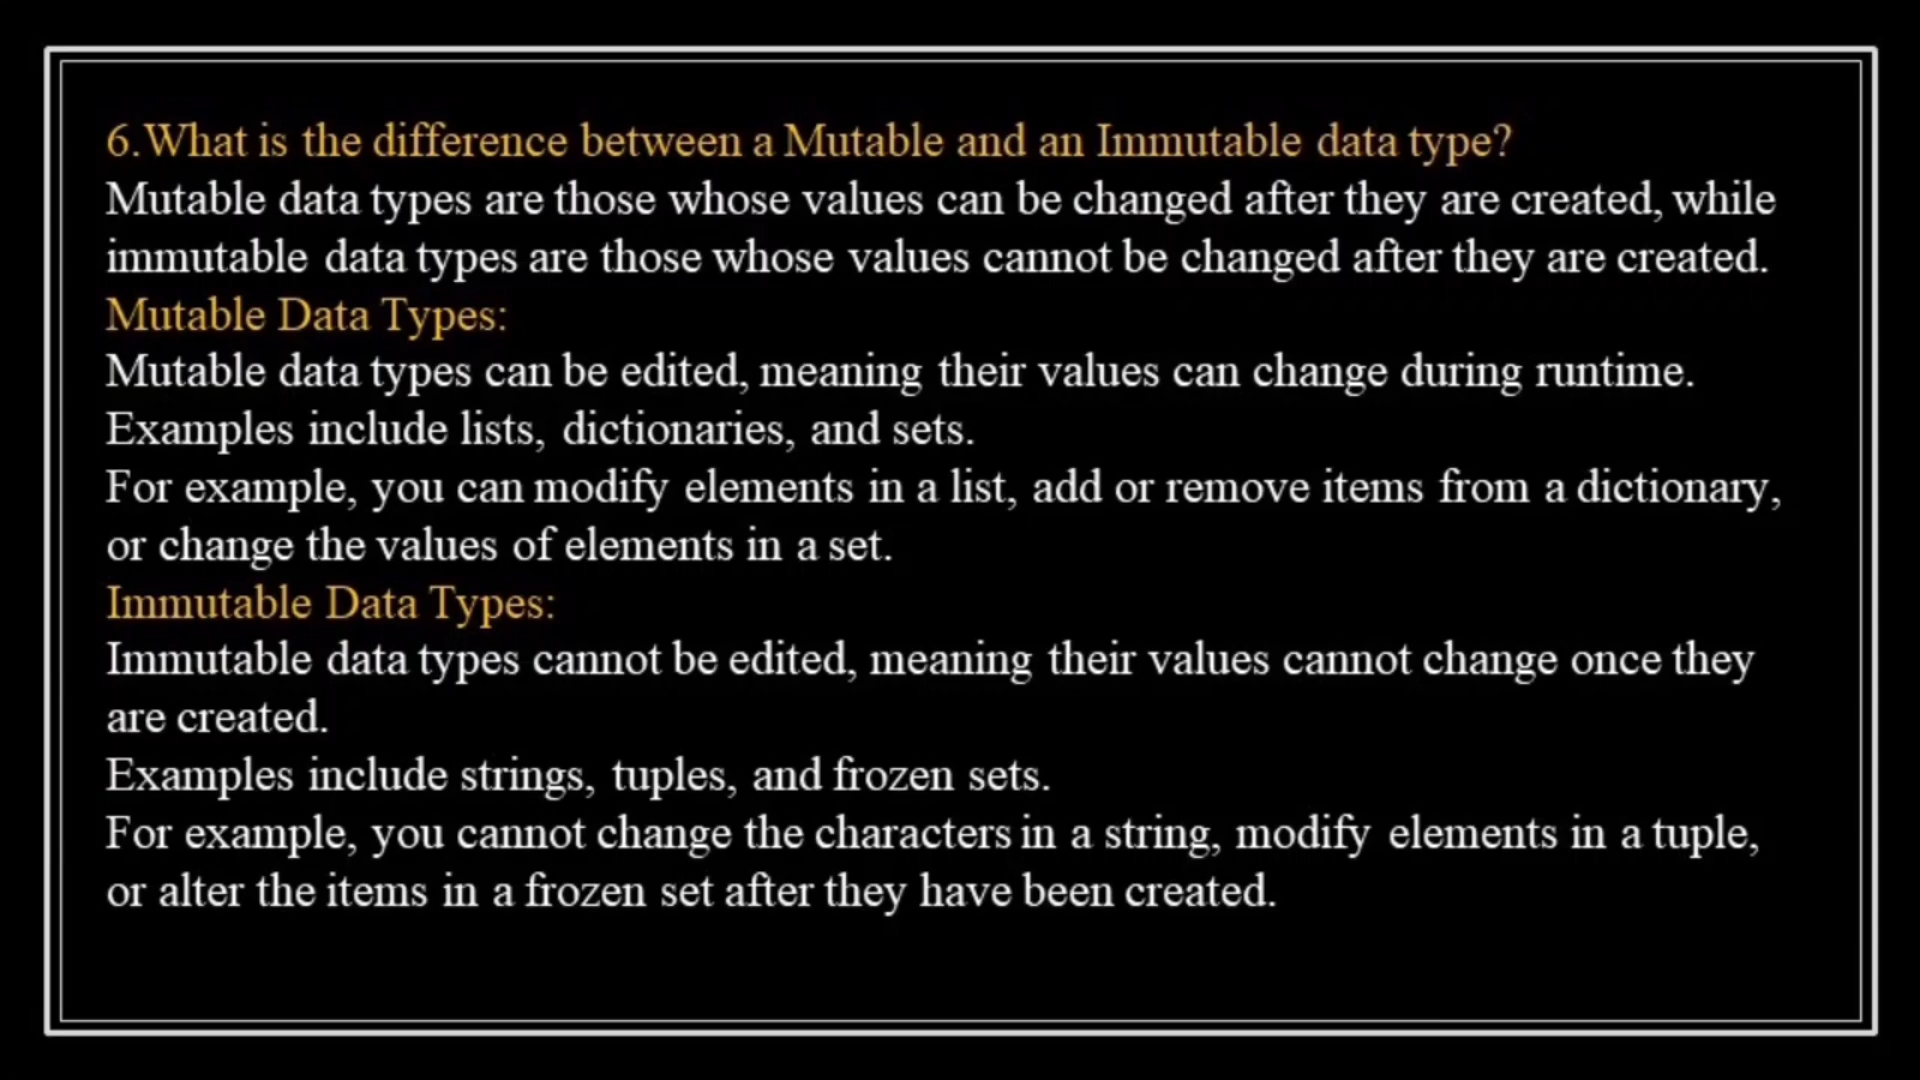 6.What is the difference between a Mutable and an Immutable data type?
Mutable data types are those whose values can be changed after they are created, while
immutable data types are those whose values cannot be changed after they are created.
Mutable Data Types:
Mutable data types can be edited, meaning their values can change during runtime.
Examples include lists, dictionaries, and sets.
For example, you can modify elements in a list, add or remove items from a dictionary,
or change the values of elements in a set.
Immutable Data Types:
Immutable data types cannot be edited, meaning their values cannot change once they
are created.
Examples include strings, tuples, and frozen sets.
For example, you cannot change the characters in a string, modify elements in a tuple,
or alter the items in a frozen set after they have been created.